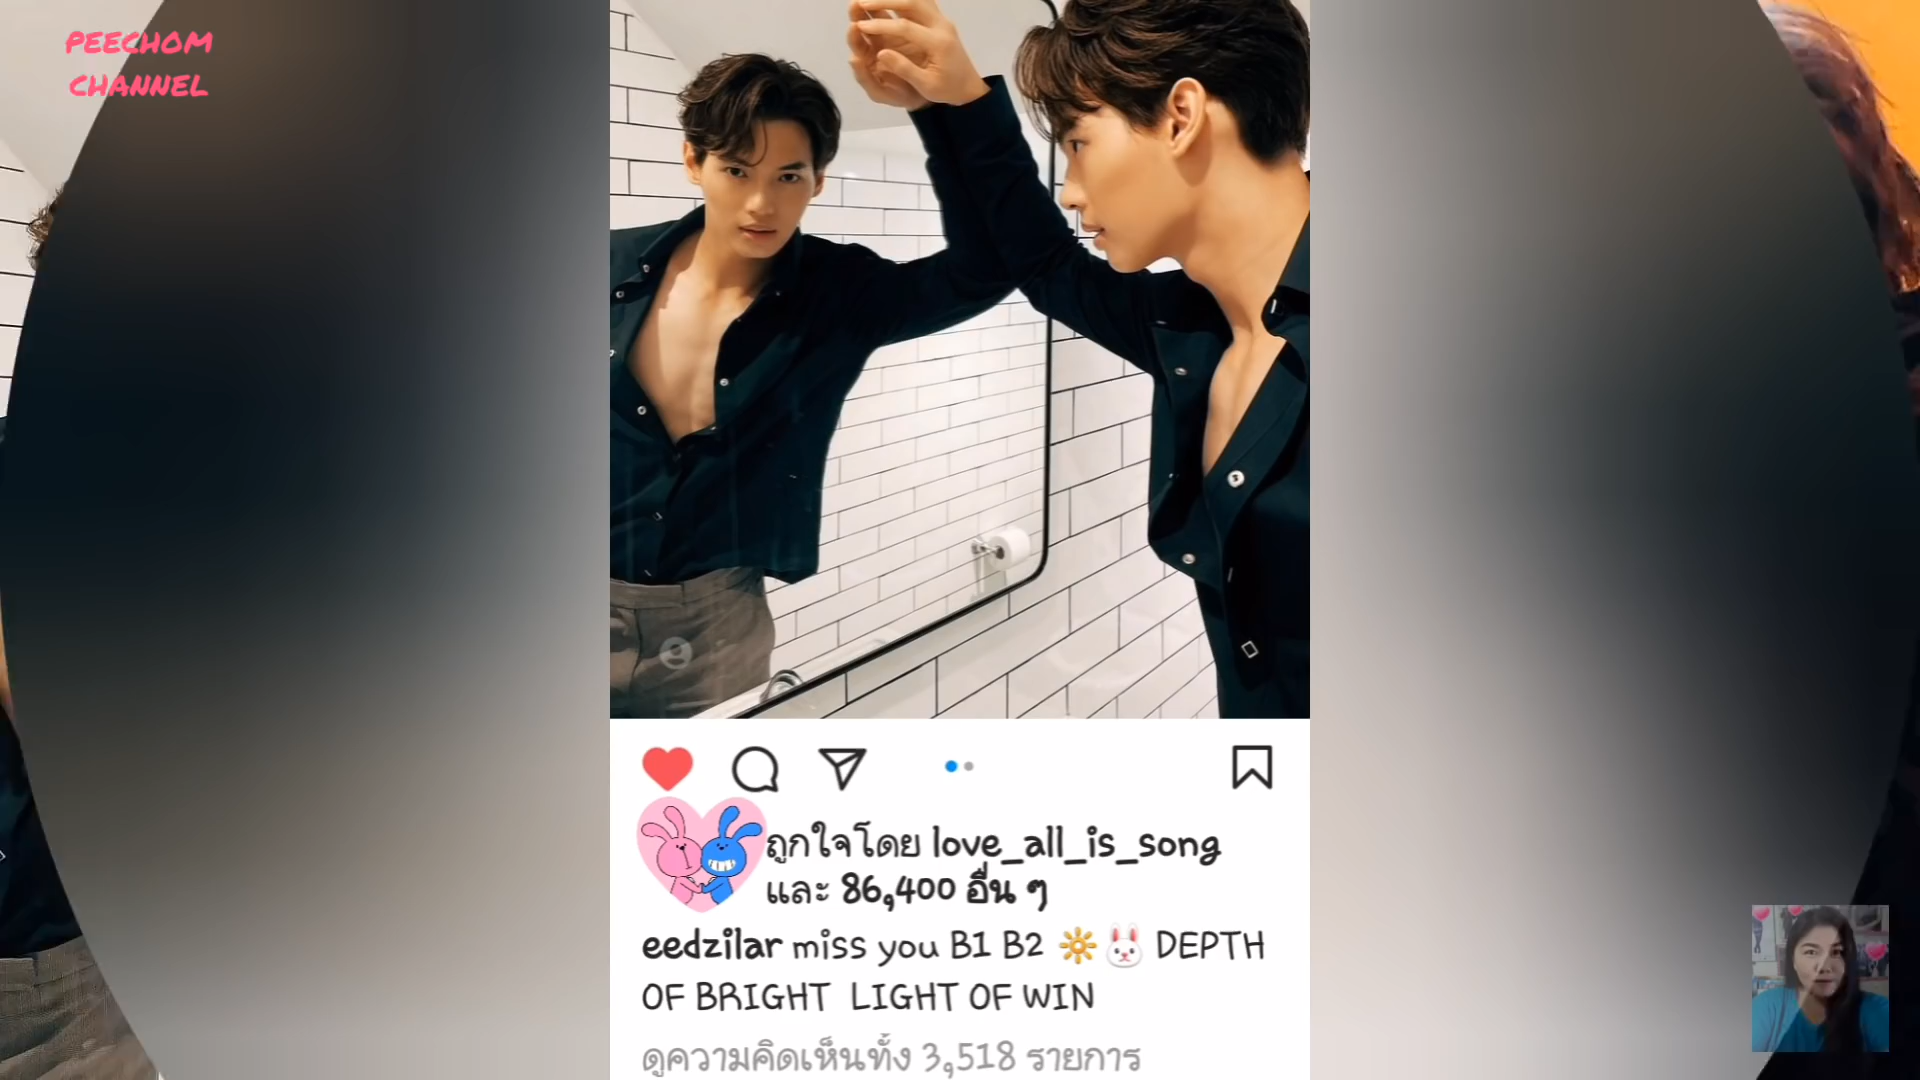 PEECHOM
CHANNEL
ถูกใจโดย love_all_is_song
และ 86,400 อื่น ๆ
eedzilar miss you B1 B2 🔆🐰 DEPTH
OF BRIGHT LIGHT OF WIN
ดูความคิดเห็นทั้ง 3,518 รายการ